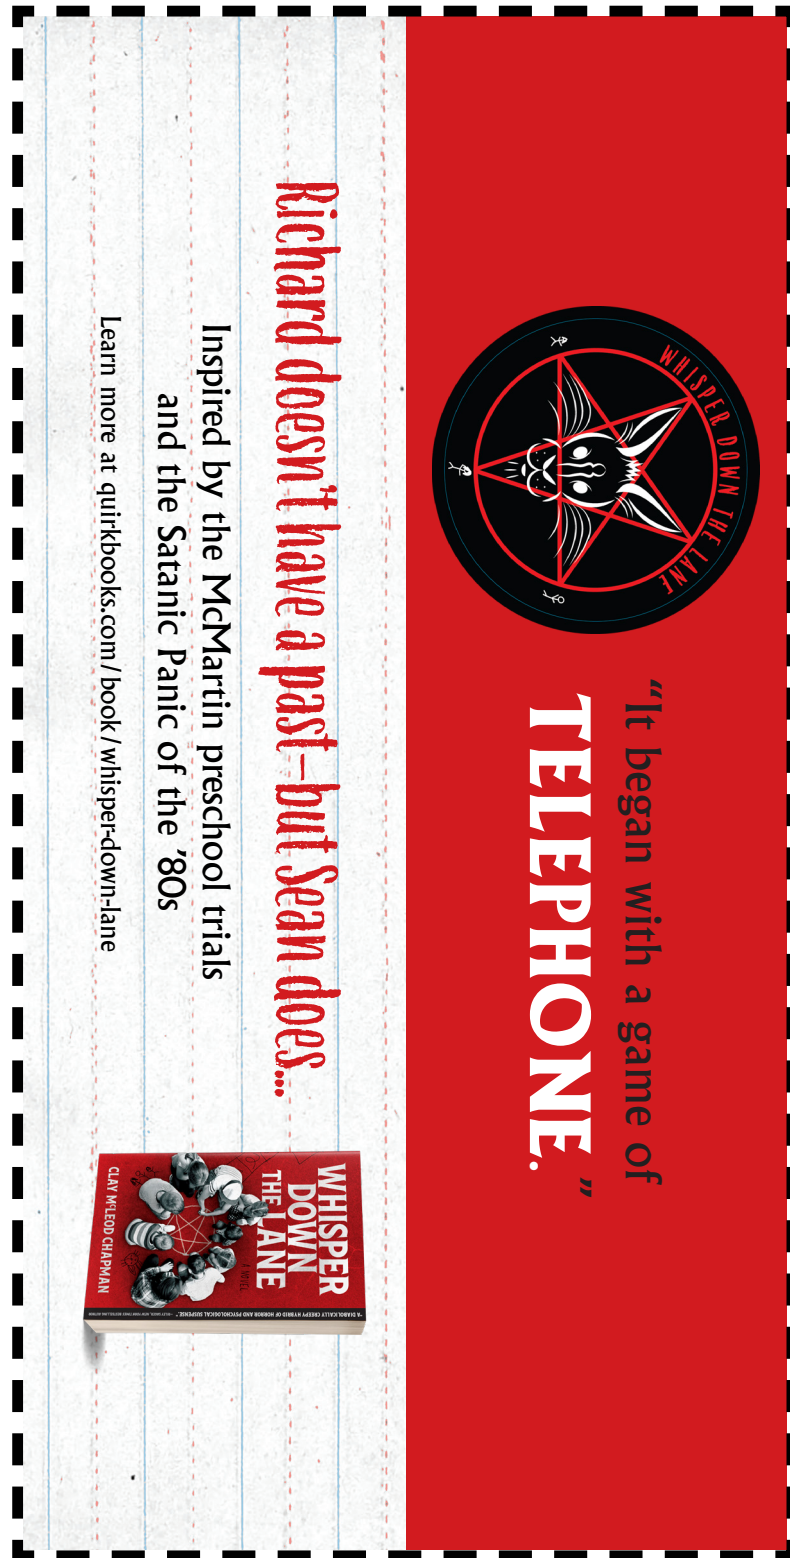 WHISPER DOWN THE LANE
“It began with a game of
TELEPHONE.”
Richard doesn't have a past—but Sean does...
Inspired by the McMartin preschool trials
and the Satanic Panic of the ’80s
Learn more at quirkbooks.com/book/whisper-down-lane
WHISPER
DOWN
THE LANE
A NOVEL
CLAY McLEOD CHAPMAN
"A DIABOLICALLY CREEPY HYBRID OF HORROR AND PSYCHOLOGICAL SUSPENSE."